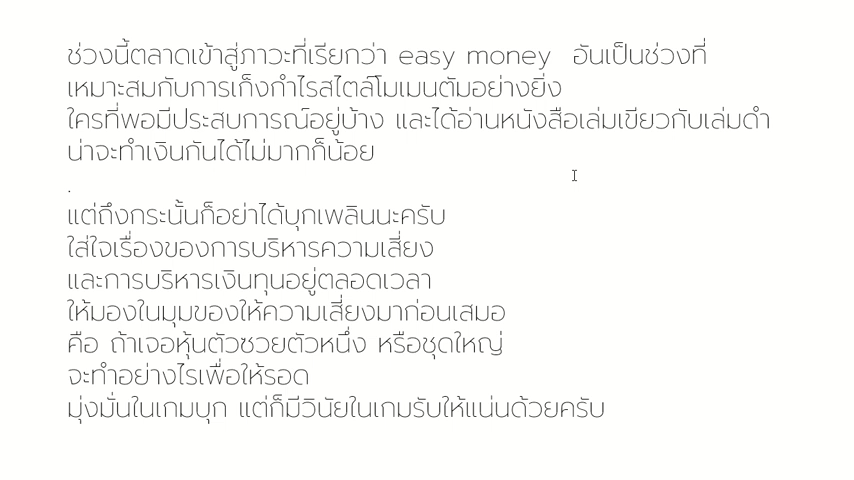 ช่วงนี้ตลาดเข้าสู่ภาวะที่เรียกว่า easy money อันเป็นช่วงที่
เหมาะสมกับการเก็งกำไรสไตล์โมเมนตัมอย่างยิ่ง
ใครที่พอมีประสบการณ์อยู่บ้าง และได้อ่านหนังสือเล่มเขียวกับเล่มดำ
น่าจะทำเงินกันได้ไม่มากก็น้อย
.
แต่ถึงกระนั้นก็อย่าได้บุกเพลินนะครับ
ใส่ใจเรื่องของการบริหารความเสี่ยง
และการบริหารเงินทุนอยู่ตลอดเวลา
ให้มองในมุมของให้ความเสี่ยงมาก่อนเสมอ
คือ ถ้าเจอหุ้นตัวซวยตัวหนึ่ง หรือชุดใหญ่
จะทำอย่างไรเพื่อให้รอด
มุ่งมั่นในเกมบุก แต่ก็มีวินัยในเกมรับให้แน่นด้วยครับ